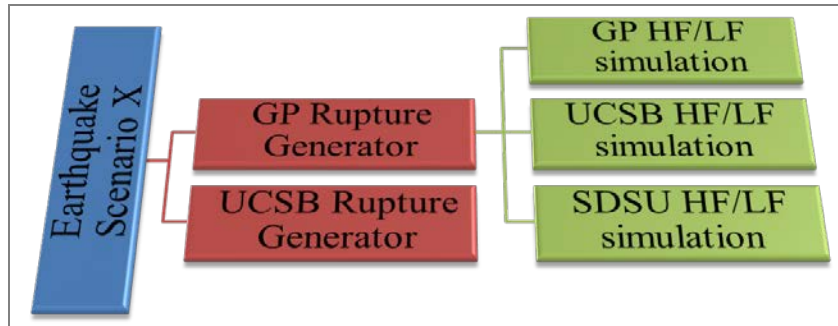 Earthquake
Scenario X
GP Rupture
Generator
UCSB Rupture
Generator
GP HF/LF
simulation
UCSB HF/LF
simulation
SDSU HF/LF
simulation